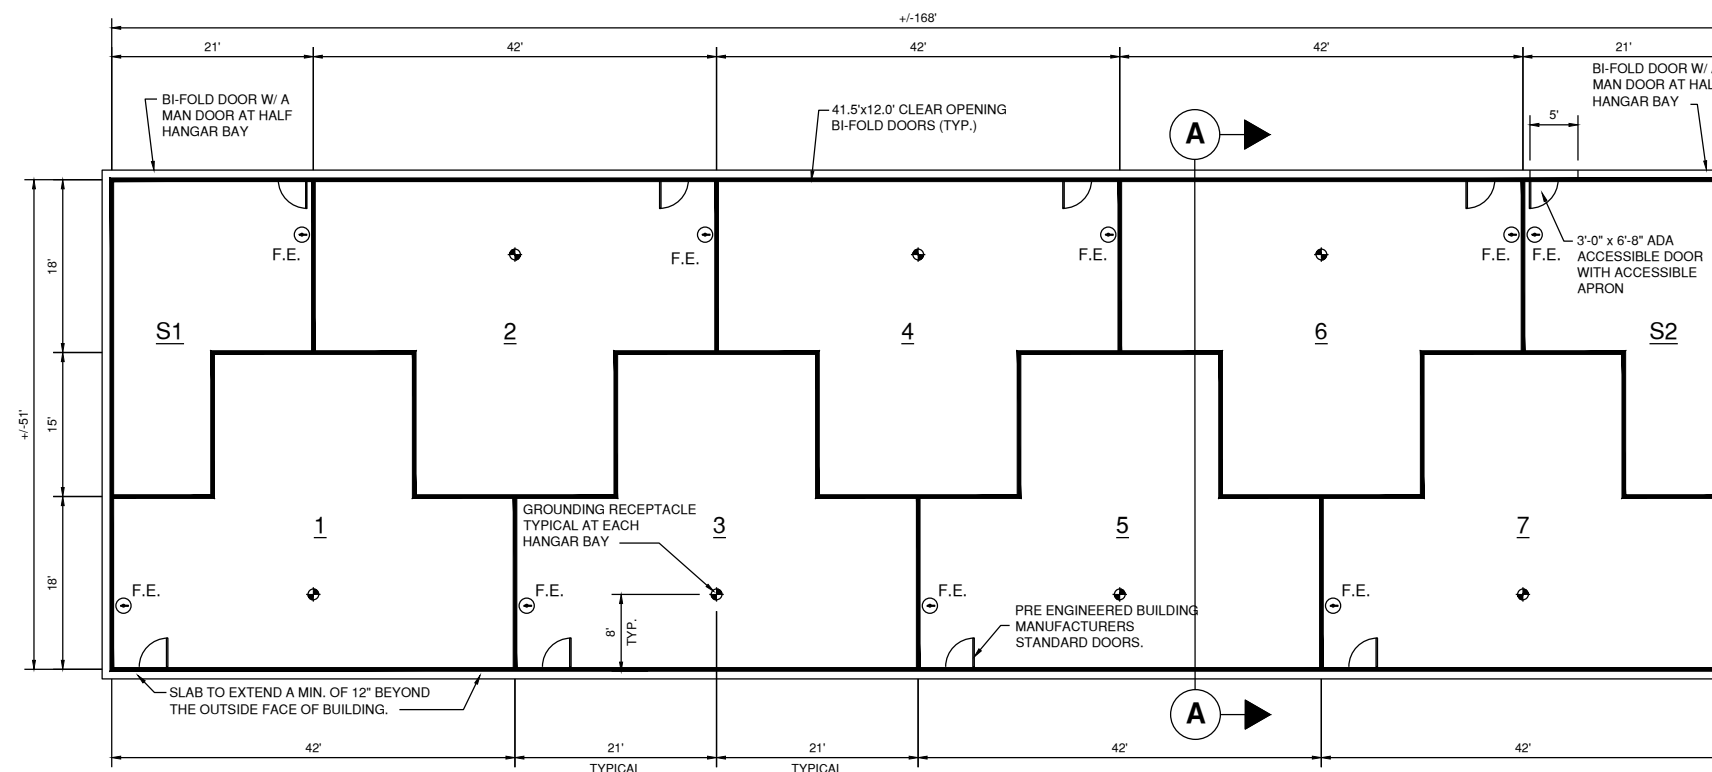 +/-168'
21'
42'
42'
42'
21'
BI-FOLD DOOR W/ A
MAN DOOR AT HALF
HANGAR BAY
41.5'x12.0' CLEAR OPENING
BI-FOLD DOORS (TYP.)
A
BI-FOLD DOOR W/
MAN DOOR AT HAL
HANGAR BAY
5'
F.E.
F.E.
F.E.
F.E.
F.E.
3'-0" x 6'-8" ADA
ACCESSIBLE DOOR
WITH ACCESSIBLE
APRON
18'
S1
2
4
6
S2
+/-51'
15'
1
GROUNDING RECEPTACLE
TYPICAL AT EACH
HANGAR BAY
3
5
7
18'
F.E.
F.E.
F.E.
F.E.
8'
TYP.
PRE ENGINEERED BUILDING
MANUFACTURERS
STANDARD DOORS.
SLAB TO EXTEND A MIN. OF 12" BEYOND
THE OUTSIDE FACE OF BUILDING.
A
42'
21'
TYPICAL
21'
TYPICAL
42'
42'